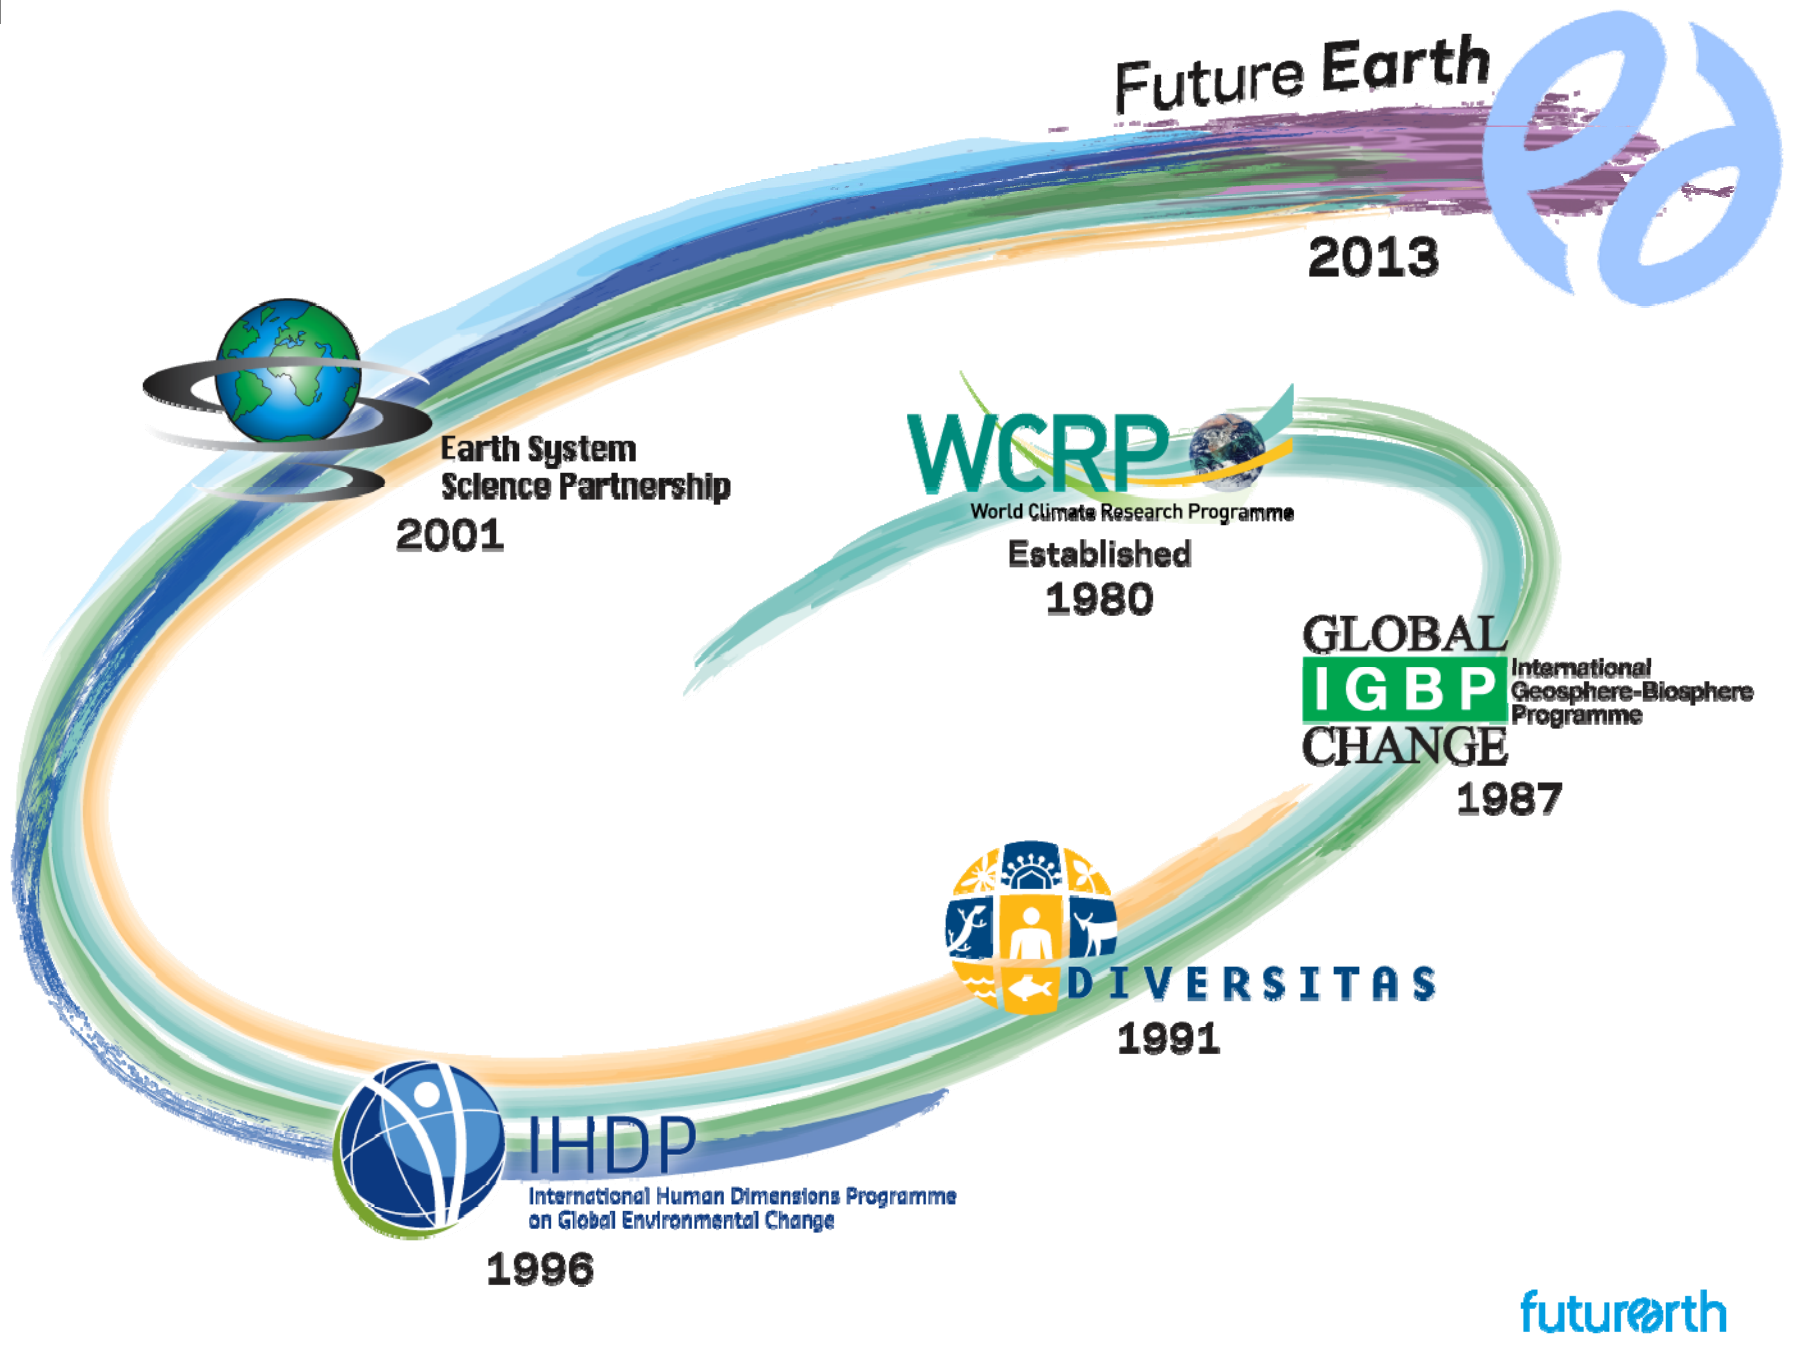 Future Earth
2013
Earth System
Science Partnership
2001
WCRP
World Climate Research Programme
Established
1980
GLOBAL
IGBP
CHANGE
International
Geosphere-Biosphere
Programme
1987
DIVERSITAS
1991
IHDP
International Human Dimensions Programme
on Global Environmental Change
1996
futurearth